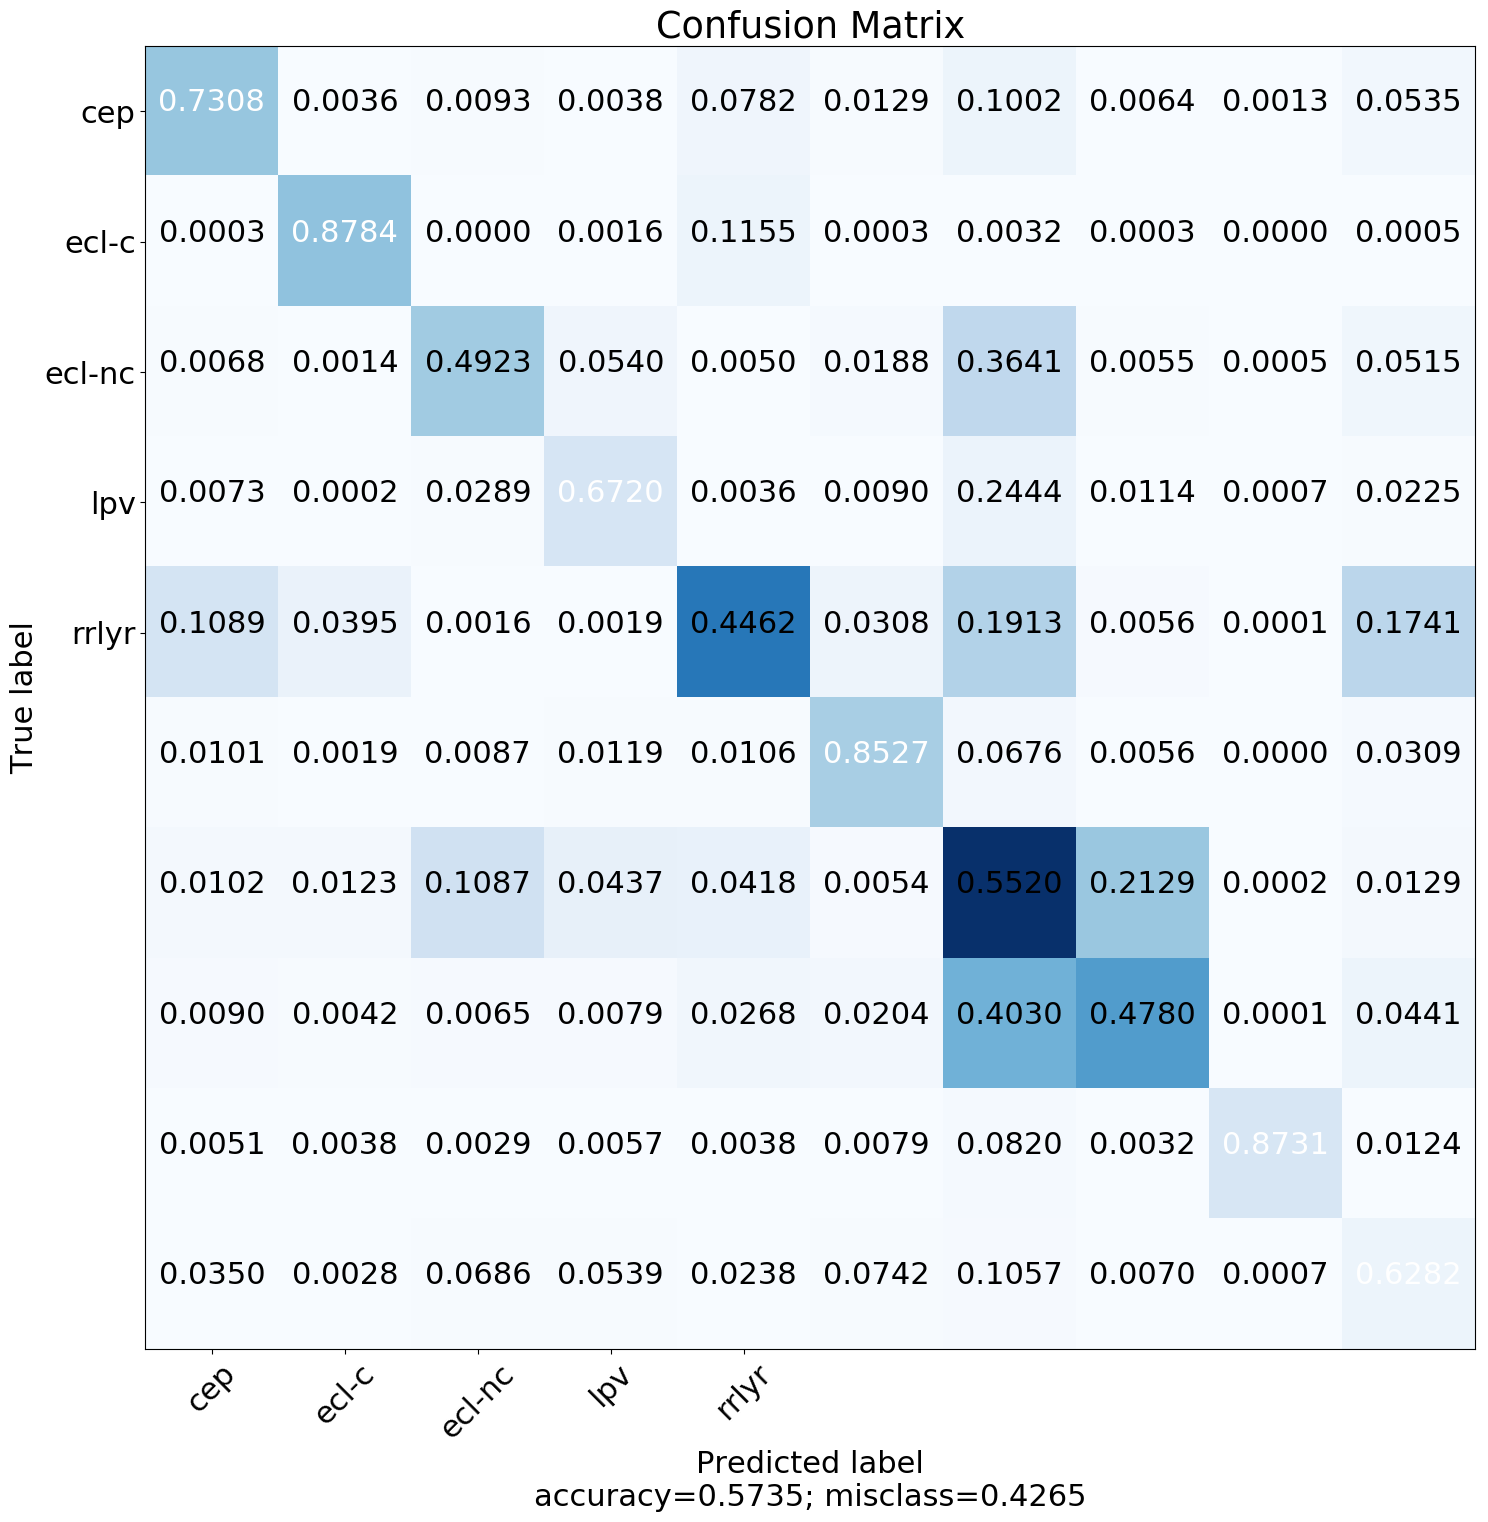 Confusion Matrix
cep 0.7308 0.0036 0.0093 0.0038 0.0782 0.0129 0.1002 0.0064 0.0013 0.0535
ecl-c 0.0003 0.8784 0.0000 0.0016 0.1155 0.0003 0.0032 0.0003 0.0000 0.0005
ecl-nc 0.0068 0.0014 0.4923 0.0540 0.0050 0.0188 0.3641 0.0055 0.0005 0.0515
lpv 0.0073 0.0002 0.0289 0.6720 0.0036 0.0090 0.2444 0.0114 0.0007 0.0225
rrlyr 0.1089 0.0395 0.0016 0.0019 0.4462 0.0308 0.1913 0.0056 0.0001 0.1741
0.0101 0.0019 0.0087 0.0119 0.0106 0.8527 0.0676 0.0056 0.0000 0.0309
0.0102 0.0123 0.1087 0.0437 0.0418 0.0054 0.5520 0.2129 0.0002 0.0129
0.0090 0.0042 0.0065 0.0079 0.0268 0.0204 0.4030 0.4780 0.0001 0.0441
0.0051 0.0038 0.0029 0.0057 0.0038 0.0079 0.0820 0.0032 0.8731 0.0124
0.0350 0.0028 0.0686 0.0539 0.0238 0.0742 0.1057 0.0070 0.0007 0.6282
True label
cep ecl-c ecl-nc lpv rrlyr
Predicted label
accuracy=0.5735; misclass=0.4265